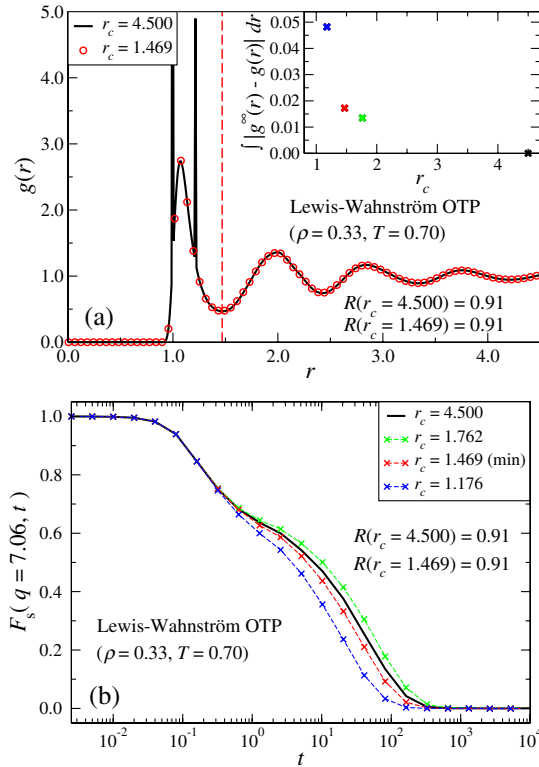 r_c = 4.500
r_c = 1.469
5.0
4.0
3.0
2.0
1.0
0.0
g(r)
0.05
0.04
0.03
0.02
0.01
0.00
∫ |g^∞(r) - g(r)| dr
1 2 3 4
r_c
Lewis-Wahnström OTP
(ρ = 0.33, T = 0.70)
R(r_c = 4.500) = 0.91
R(r_c = 1.469) = 0.91
(a)
0.0 1.0 2.0 3.0 4.0
r
r_c = 4.500
r_c = 1.762
r_c = 1.469 (min)
r_c = 1.176
1.0
0.8
0.6
0.4
0.2
0.0
F_s( q = 7.06, t )
R(r_c = 4.500) = 0.91
R(r_c = 1.469) = 0.91
Lewis-Wahnström OTP
(ρ = 0.33, T = 0.70)
(b)
10^-2 10^-1 10^0 10^1 10^2 10^3 10^4
t